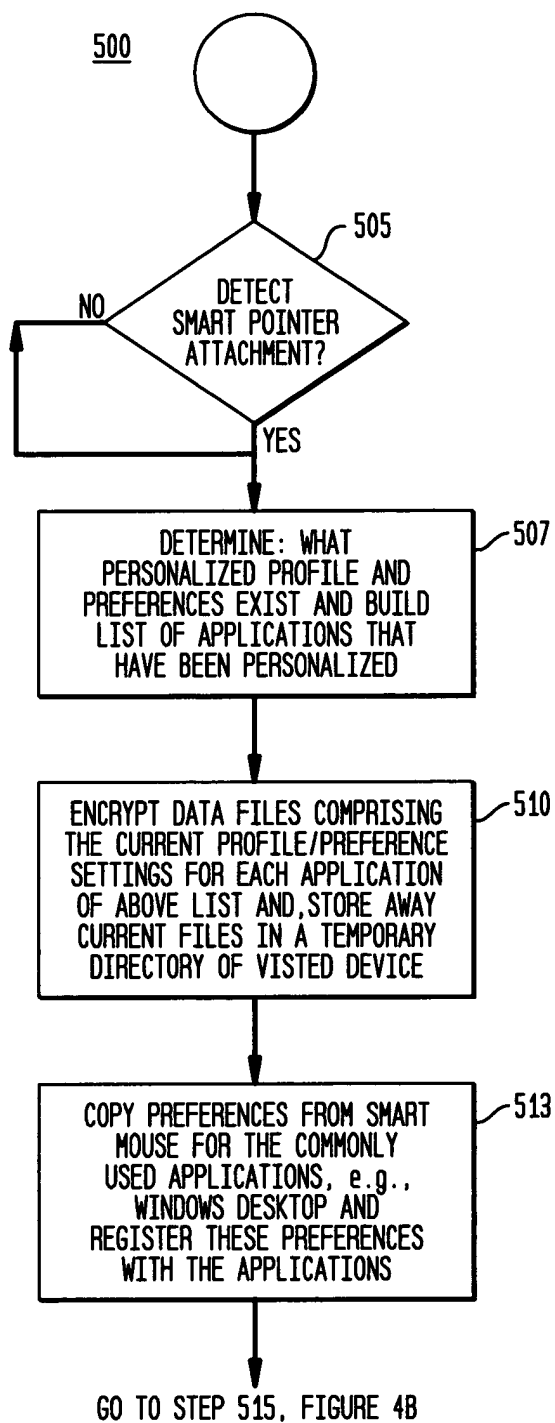 500
505
DETECT
SMART POINTER
ATTACHMENT?
NO
YES
507
DETERMINE: WHAT
PERSONALIZED PROFILE AND
PREFERENCES EXIST AND BUILD
LIST OF APPLICATIONS THAT
HAVE BEEN PERSONALIZED
510
ENCRYPT DATA FILES COMPRISING
THE CURRENT PROFILE/PREFERENCE
SETTINGS FOR EACH APPLICATION
OF ABOVE LIST AND,STORE AWAY
CURRENT FILES IN A TEMPORARY
DIRECTORY OF VISTED DEVICE
513
COPY PREFERENCES FROM SMART
MOUSE FOR THE COMMONLY
USED APPLICATIONS, e.g.,
WINDOWS DESKTOP AND
REGISTER THESE PREFERENCES
WITH THE APPLICATIONS
GO TO STEP 515, FIGURE 4B